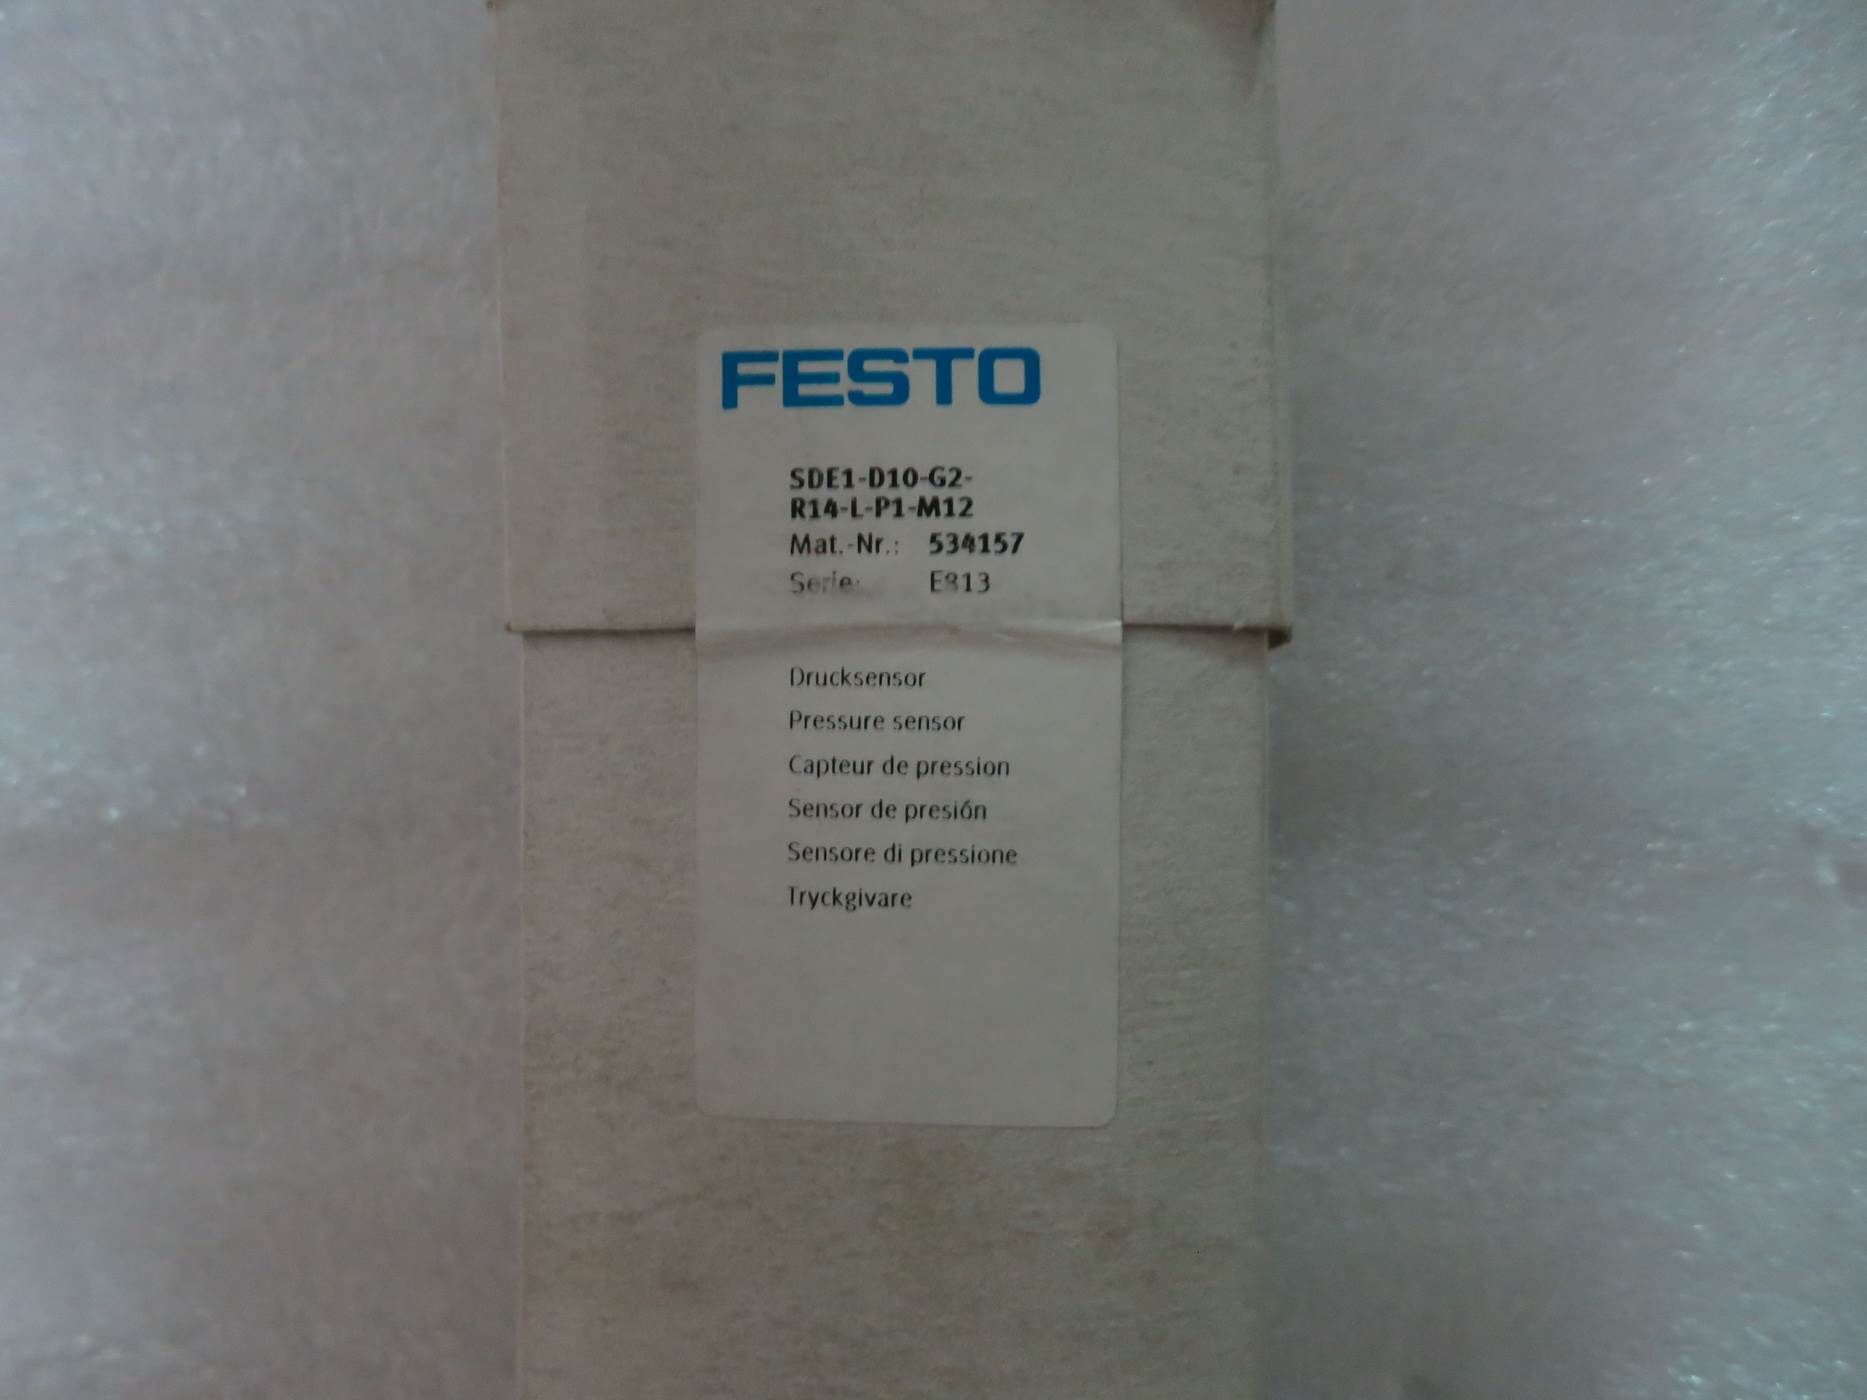 FESTO
SDE1-D10-G2-
R14-L-P1-M12
Mat.-Nr.: 534157
Serie: E813
Drucksensor
Pressure sensor
Capteur de pression
Sensor de presión
Sensore di pressione
Tryckgivare